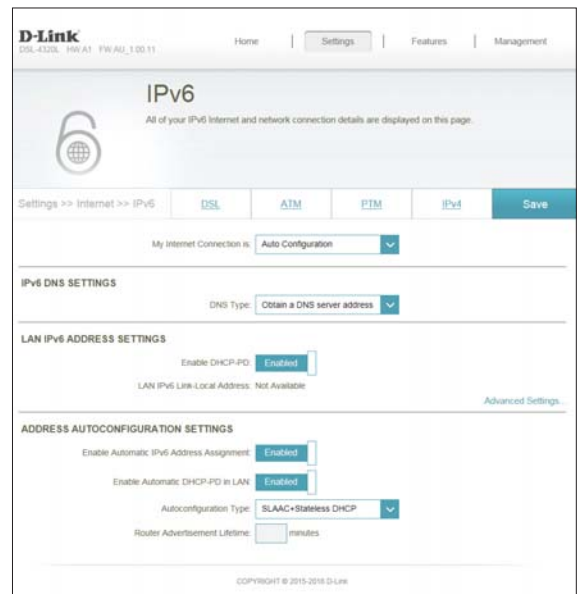 D-Link
DSL-4320L HW:A1 FW:AU_1.00.11
Home | Settings | Features | Management
IPv6
All of your IPv6 Internet and network connection details are displayed on this page.
Settings >> Internet >> IPv6 DSL ATM PTM IPv4 Save
My Internet Connection is: Auto Configuration
IPv6 DNS SETTINGS
DNS Type: Obtain a DNS server address
LAN IPv6 ADDRESS SETTINGS
Enable DHCP-PD: Enabled
LAN IPv6 Link-Local Address: Not Available
Advanced Settings...
ADDRESS AUTOCONFIGURATION SETTINGS
Enable Automatic IPv6 Address Assignment: Enabled
Enable Automatic DHCP-PD in LAN: Enabled
Autoconfiguration Type: SLAAC+Stateless DHCP
Router Advertisement Lifetime: minutes
COPYRIGHT © 2015-2016 D-Link